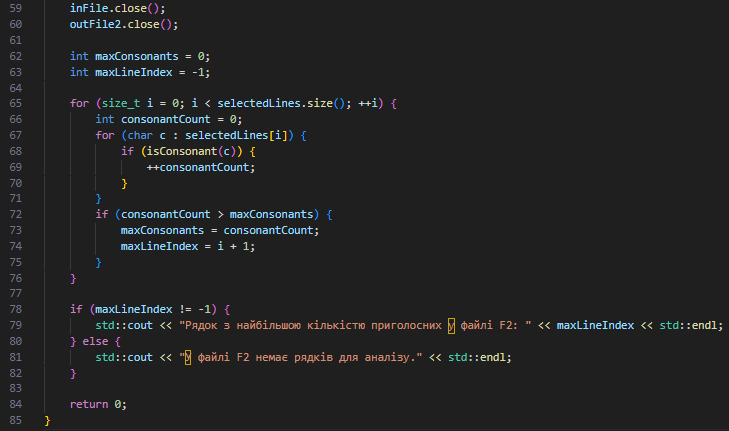 59 inFile.close();
60 outFile2.close();
61
62 int maxConsonants = 0;
63 int maxLineIndex = -1;
64
65 for (size_t i = 0; i < selectedLines.size(); ++i) {
66 int consonantCount = 0;
67 for (char c : selectedLines[i]) {
68 if (isConsonant(c)) {
69 ++consonantCount;
70 }
71 }
72 if (consonantCount > maxConsonants) {
73 maxConsonants = consonantCount;
74 maxLineIndex = i + 1;
75 }
76 }
77
78 if (maxLineIndex != -1) {
79 std::cout << "Рядок з найбільшою кількістю приголосних у файлі F2: " << maxLineIndex << std::endl;
80 } else {
81 std::cout << "У файлі F2 немає рядків для аналізу." << std::endl;
82 }
83
84 return 0;
85 }